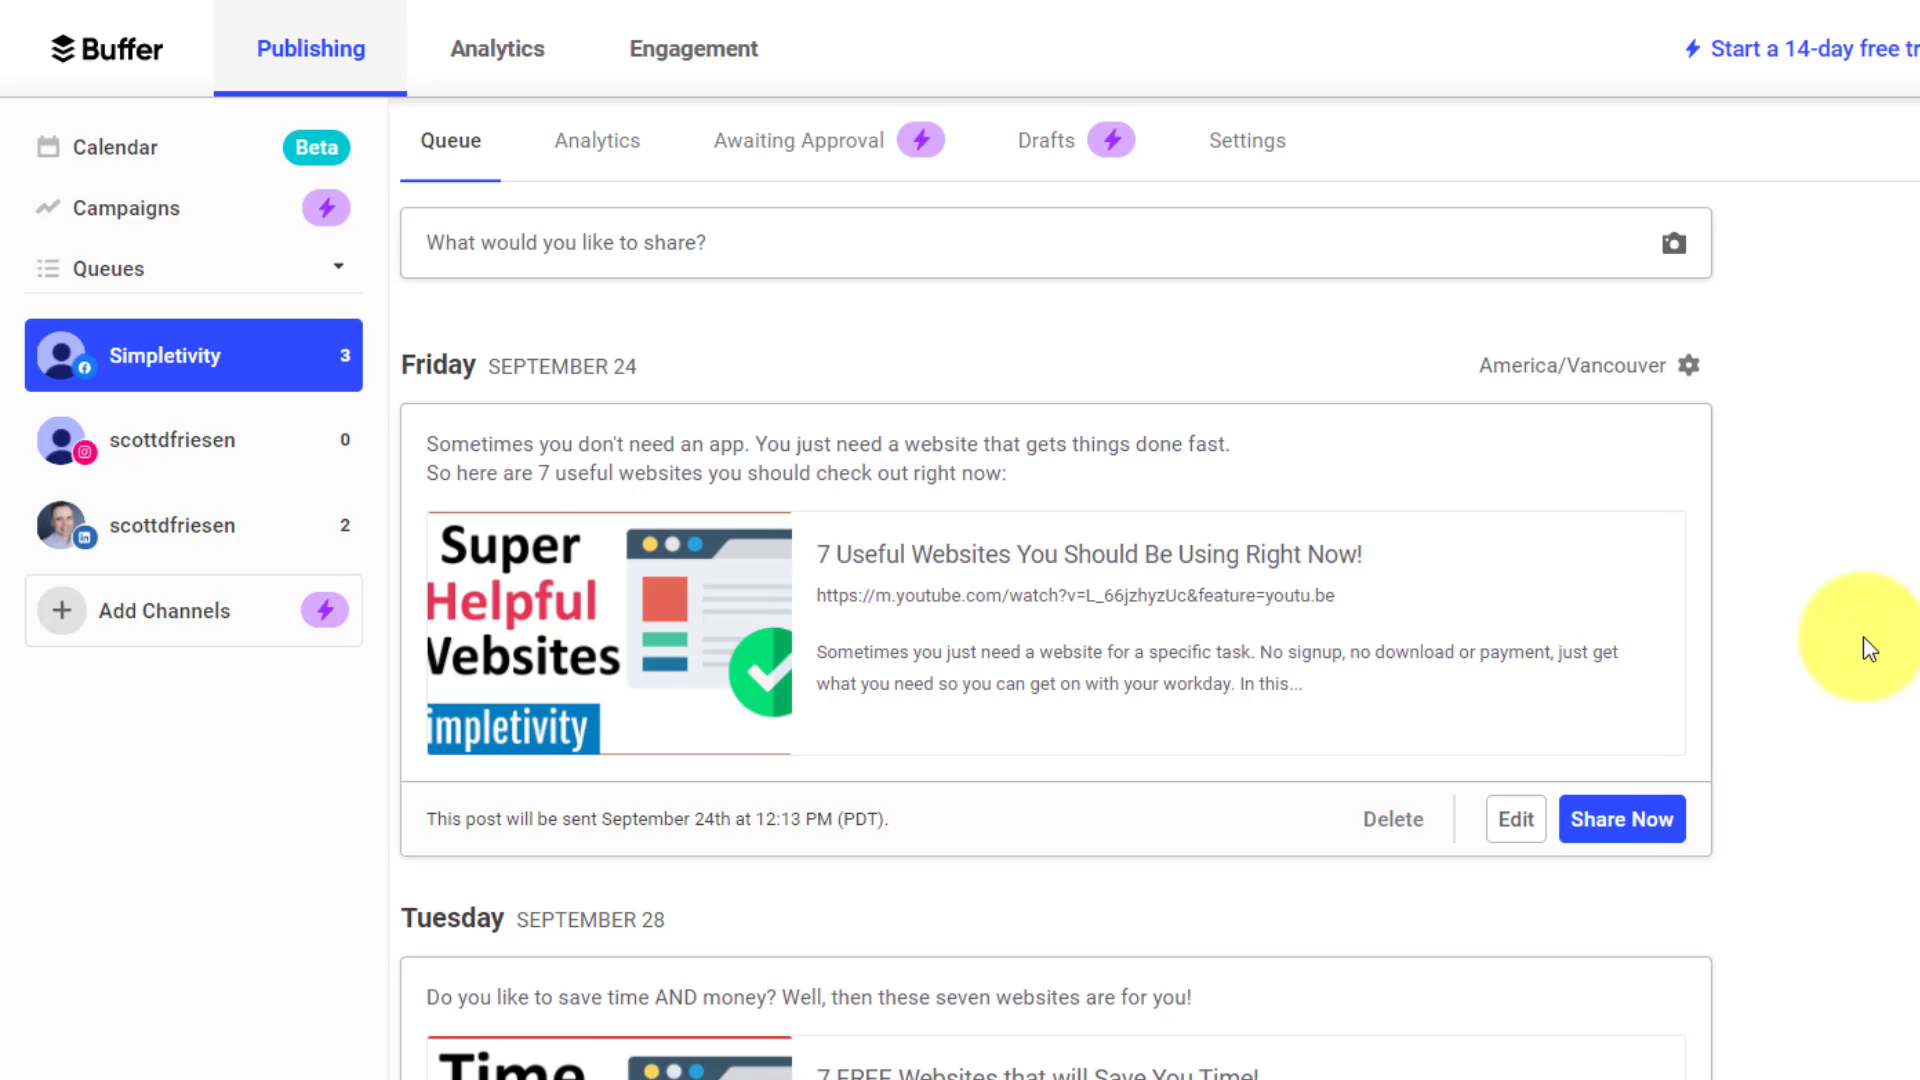 Buffer
Publishing
Analytics
Engagement
Start a 14-day free tr
Calendar
Beta
Campaigns
Queues
Simpletivity
3
scottdfriesen
0
scottdfriesen
2
Add Channels
Queue
Analytics
Awaiting Approval
Drafts
Settings
What would you like to share?
Friday SEPTEMBER 24
America/Vancouver
Sometimes you don't need an app. You just need a website that gets things done fast.
So here are 7 useful websites you should check out right now:
Super
Helpful
Websites
impletivity
7 Useful Websites You Should Be Using Right Now!
https://m.youtube.com/watch?v=L_66jzhyzUc&feature=youtu.be
Sometimes you just need a website for a specific task. No signup, no download or payment, just get
what you need so you can get on with your workday. In this...
This post will be sent September 24th at 12:13 PM (PDT).
Delete
Edit
Share Now
Tuesday SEPTEMBER 28
Do you like to save time AND money? Well, then these seven websites are for you!
Time
7 FREE Websites that will Save You Time!